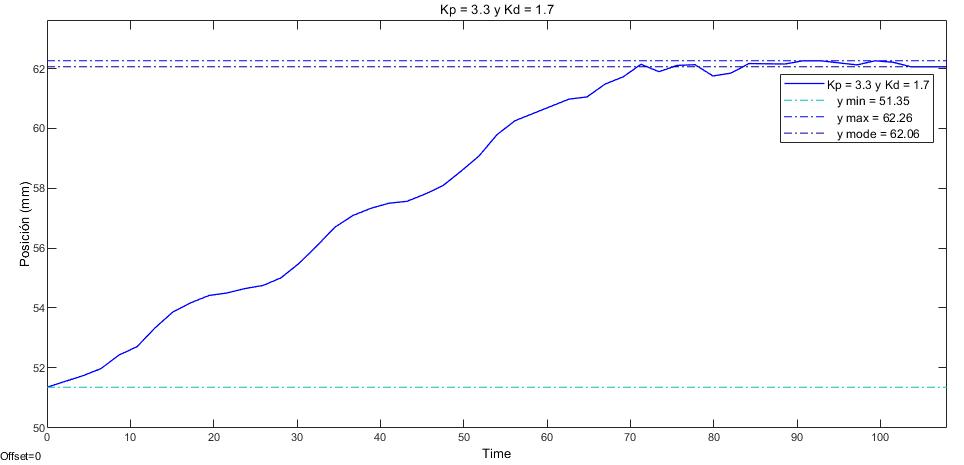 Kp = 3.3 y Kd = 1.7
62
60
58
56
54
52
50
Posición (mm)
Kp = 3.3 y Kd = 1.7
y min = 51.35
y max = 62.26
y mode = 62.06
0 10 20 30 40 50 60 70 80 90 100
Time
Offset=0